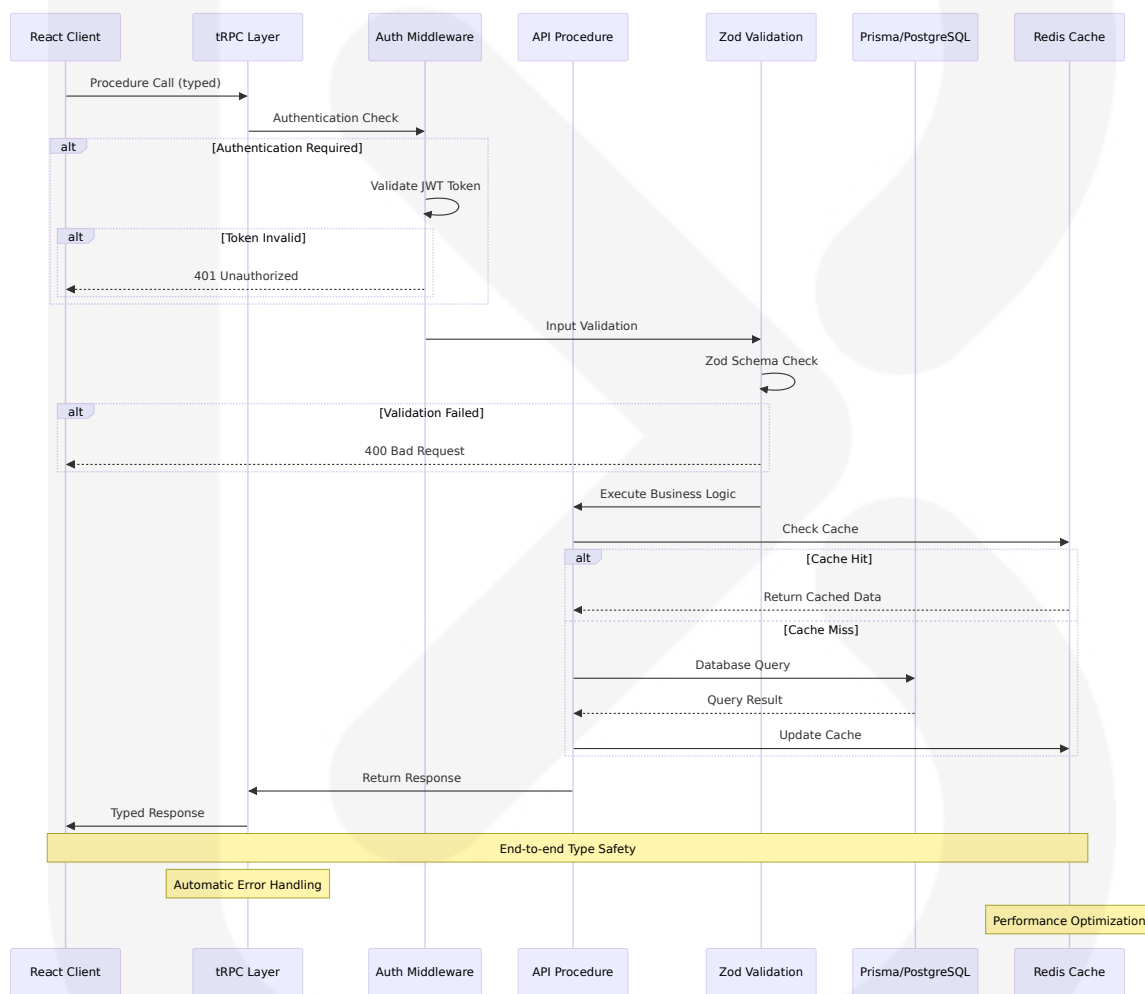 React Client
tRPC Layer
Auth Middleware
API Procedure
Zod Validation
Prisma/PostgreSQL
Redis Cache
Procedure Call (typed)
Authentication Check
alt
[Authentication Required]
Validate JWT Token
alt
[Token Invalid]
401 Unauthorized
Input Validation
Zod Schema Check
alt
[Validation Failed]
400 Bad Request
Execute Business Logic
Check Cache
alt
[Cache Hit]
Return Cached Data
[Cache Miss]
Database Query
Query Result
Update Cache
Return Response
Typed Response
End-to-end Type Safety
Automatic Error Handling
Performance Optimization
React Client
tRPC Layer
Auth Middleware
API Procedure
Zod Validation
Prisma/PostgreSQL
Redis Cache